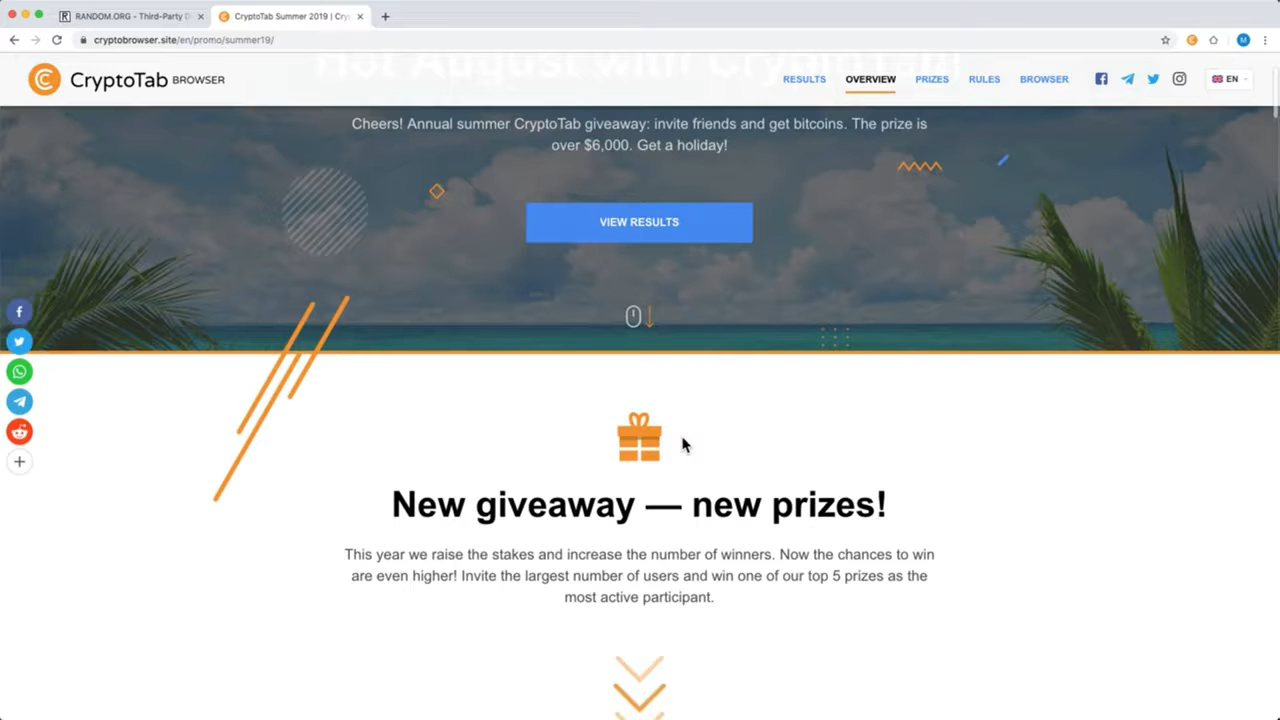 RANDOM.ORG - Third-Party D
CryptoTab Summer 2019 | Cry
cryptobrowser.site/en/promo/summer19/
M
CryptoTab BROWSER
RESULTS
OVERVIEW
PRIZES
RULES
BROWSER
EN
Hot August with CryptoTab!
Cheers! Annual summer CryptoTab giveaway: invite friends and get bitcoins. The prize is
over $6,000. Get a holiday!
VIEW RESULTS
New giveaway — new prizes!
This year we raise the stakes and increase the number of winners. Now the chances to win
are even higher! Invite the largest number of users and win one of our top 5 prizes as the
most active participant.